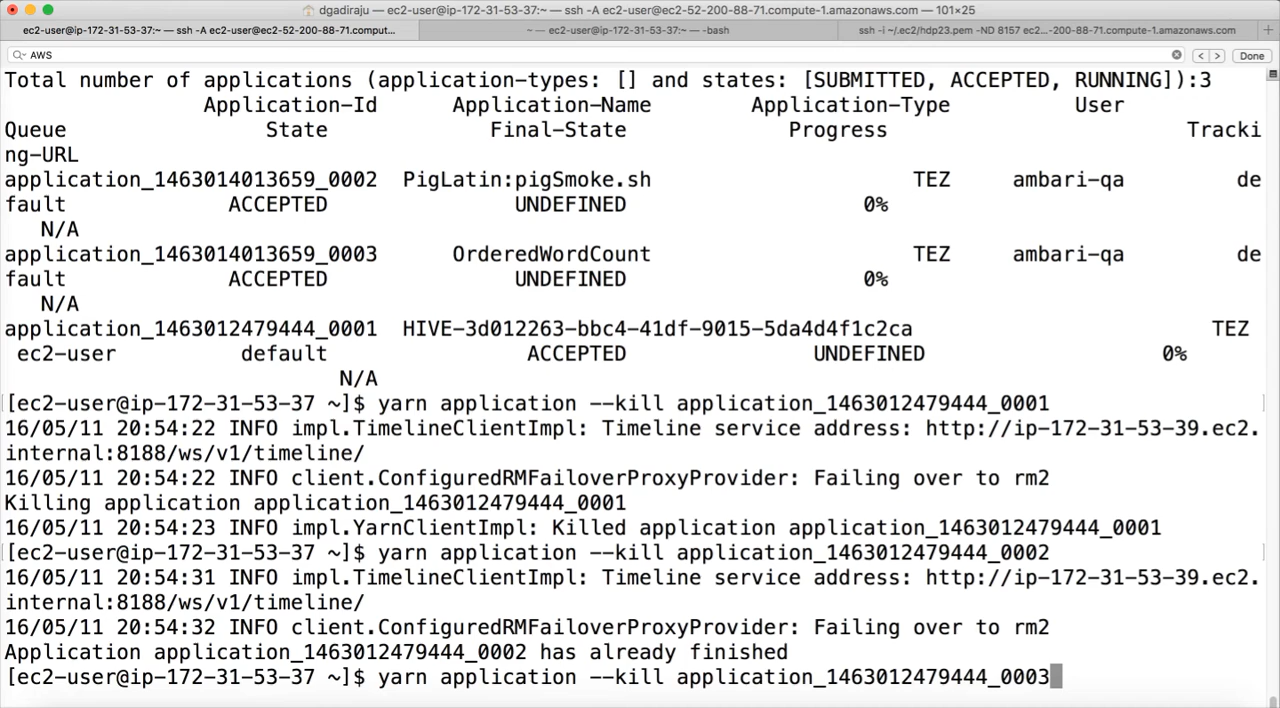 dgadiraju — ec2-user@ip-172-31-53-37:~ — ssh -A ec2-user@ec2-52-200-88-71.compute-1.amazonaws.com — 101×25
ec2-user@ip-172-31-53-37:~ — ssh -A ec2-user@ec2-52-200-88-71.comput... ~ — ec2-user@ip-172-31-53-37:~ — -bash ssh -i ~/.ec2/hdp23.pem -ND 8157 ec2...-200-88-71.compute-1.amazonaws.com +
AWS < > Done
Total number of applications (application-types: [] and states: [SUBMITTED, ACCEPTED, RUNNING]):3
Application-Id Application-Name Application-Type User
Queue State Final-State Progress Tracki
ng-URL
application_1463014013659_0002 PigLatin:pigSmoke.sh TEZ ambari-qa de
fault ACCEPTED UNDEFINED 0%
N/A
application_1463014013659_0003 OrderedWordCount TEZ ambari-qa de
fault ACCEPTED UNDEFINED 0%
N/A
application_1463012479444_0001 HIVE-3d012263-bbc4-41df-9015-5da4d4f1c2ca TEZ
ec2-user default ACCEPTED UNDEFINED 0%
N/A
[ec2-user@ip-172-31-53-37 ~]$ yarn application --kill application_1463012479444_0001
16/05/11 20:54:22 INFO impl.TimelineClientImpl: Timeline service address: http://ip-172-31-53-39.ec2.
internal:8188/ws/v1/timeline/
16/05/11 20:54:22 INFO client.ConfiguredRMFailoverProxyProvider: Failing over to rm2
Killing application application_1463012479444_0001
16/05/11 20:54:23 INFO impl.YarnClientImpl: Killed application application_1463012479444_0001
[ec2-user@ip-172-31-53-37 ~]$ yarn application --kill application_1463012479444_0002
16/05/11 20:54:31 INFO impl.TimelineClientImpl: Timeline service address: http://ip-172-31-53-39.ec2.
internal:8188/ws/v1/timeline/
16/05/11 20:54:32 INFO client.ConfiguredRMFailoverProxyProvider: Failing over to rm2
Application application_1463012479444_0002 has already finished
[ec2-user@ip-172-31-53-37 ~]$ yarn application --kill application_1463012479444_0003